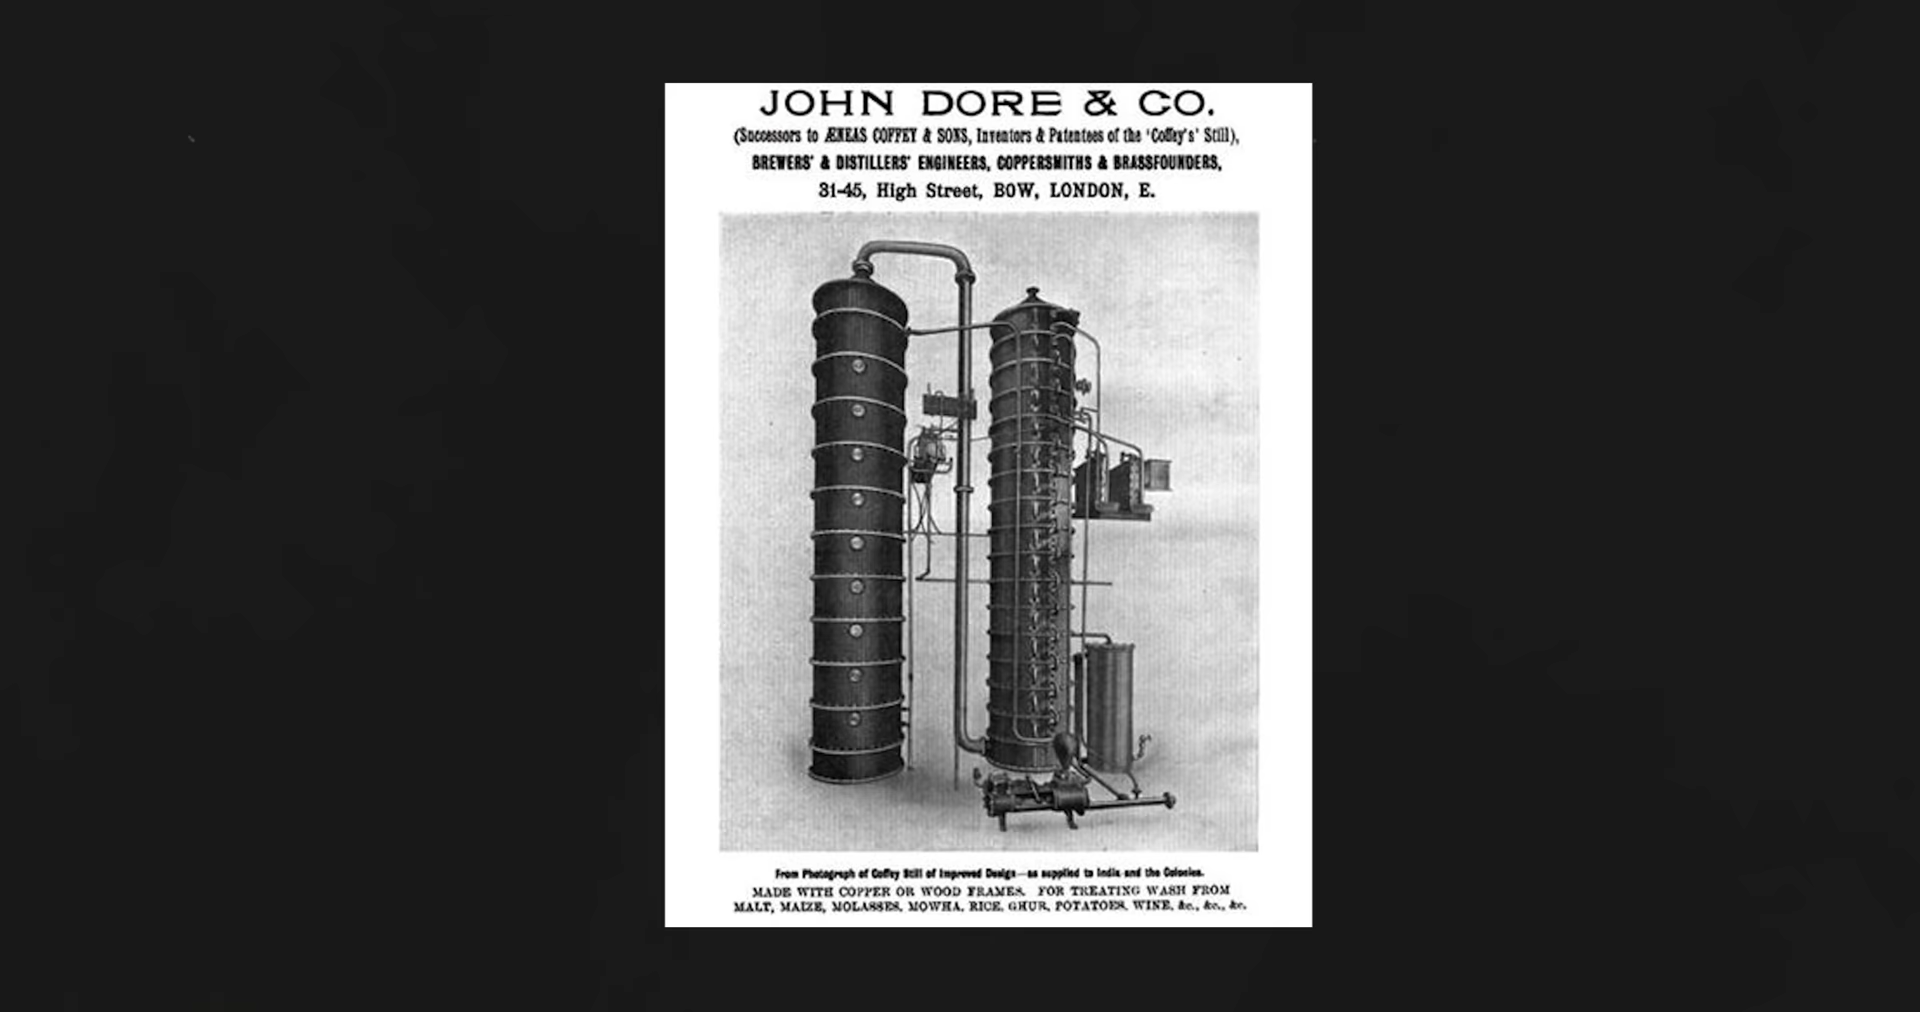 JOHN DORE & CO.
(Successors to ÆNEAS COFFEY & SONS, Inventors & Patentees of the ‘Coffey's’ Still),
BREWERS' & DISTILLERS' ENGINEERS, COPPERSMITHS & BRASSFOUNDERS,
31-45, High Street, BOW, LONDON, E.
From Photograph of Coffey Still of Improved Design—as supplied to India and the Colonies.
MADE WITH COPPER OR WOOD FRAMES. FOR TREATING WASH FROM
MALT, MAIZE, MOLASSES, MOWHA, RICE, GHUR, POTATOES, WINE, &c., &c., &c.